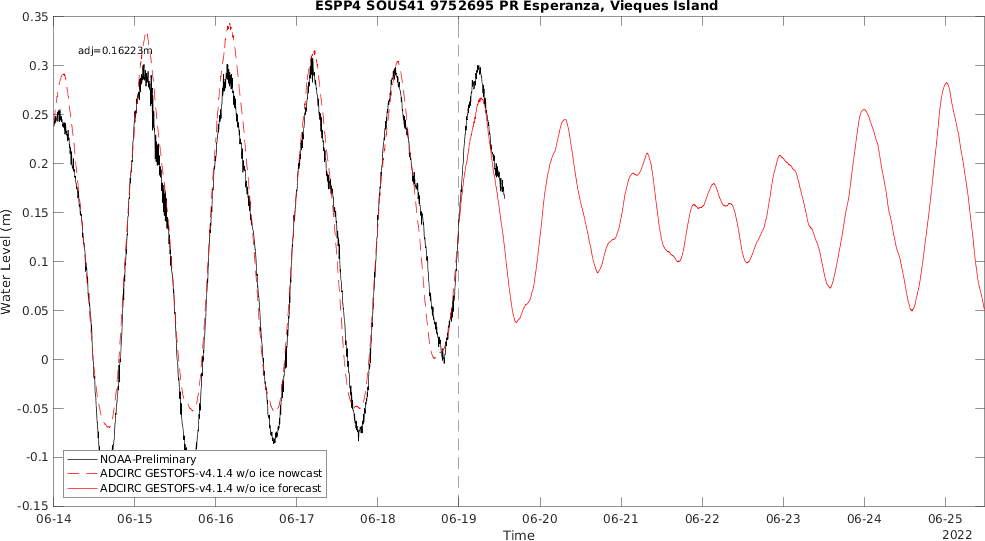 ESPP4 SOUS41 9752695 PR Esperanza, Vieques Island
adj=0.16223m
Water Level (m)
0.35
0.3
0.25
0.2
0.15
0.1
0.05
0
-0.05
-0.1
-0.15
NOAA-Preliminary
ADCIRC GESTOFS-v4.1.4 w/o ice nowcast
ADCIRC GESTOFS-v4.1.4 w/o ice forecast
06-14 06-15 06-16 06-17 06-18 06-19 06-20 06-21 06-22 06-23 06-24 06-25
Time
2022